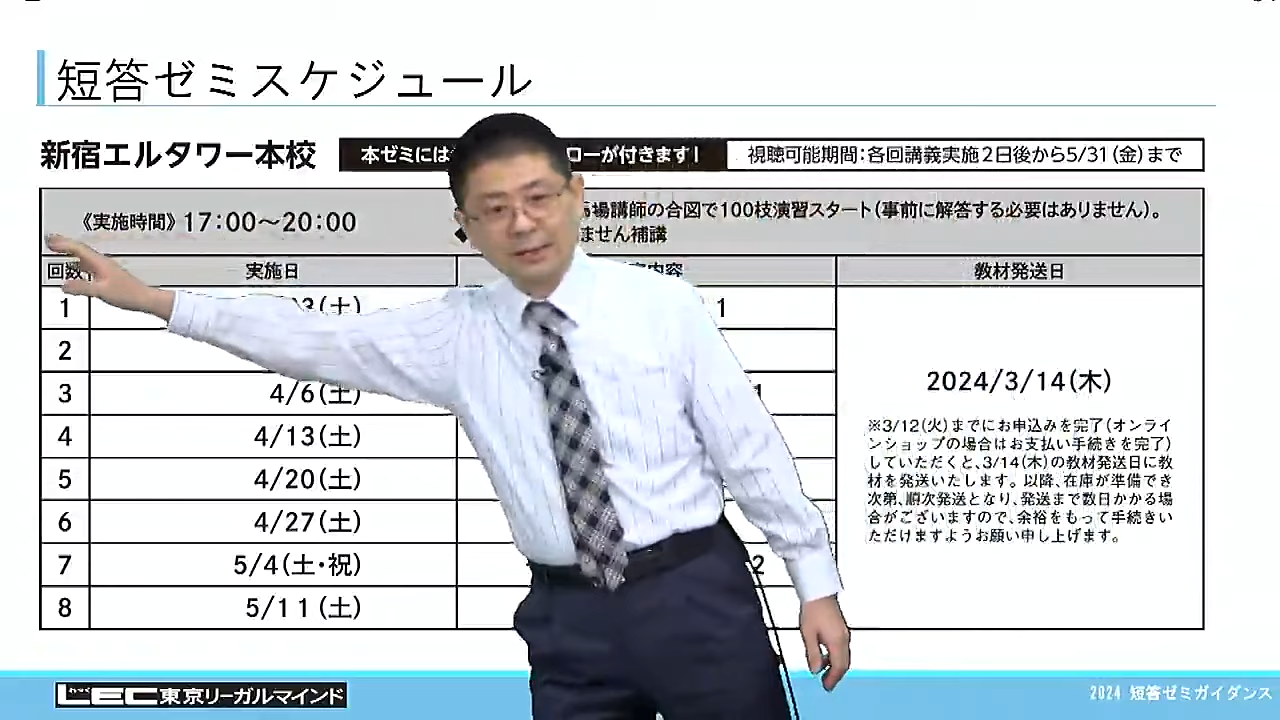 短答ゼミスケジュール
新宿エルタワー本校
本ゼミには
ローが付きます！
視聴可能期間：各回講義実施2日後から5/31（金）まで
《実施時間》17：00～20：00
馬場講師の合図で100枝演習スタート（事前に解答する必要はありません）。
ません補講
回数
実施日
内容
教材発送日
1
3（土）
1
2
3
4/6（土）
1
4
4/13（土）
5
4/20（土）
6
4/27（土）
7
5/4（土・祝）
2
8
5/11（土）
2024/3/14（木）
※3/12（火）までにお申込みを完了（オンライ
ンショップの場合はお支払い手続きを完了）
していただくと、3/14（木）の教材発送日に教
材を発送いたします。以降、在庫が準備でき
次第、順次発送となり、発送まで数日かかる場
合がございますので、余裕をもって手続きい
ただけますようお願い申し上げます。
LEC東京リーガルマインド
2024 短答ゼミガイダンス